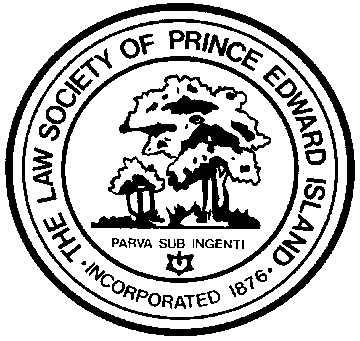 THE LAW SOCIETY OF PRINCE EDWARD ISLAND
PARVA SUB INGENTI
• INCORPORATED 1876 •